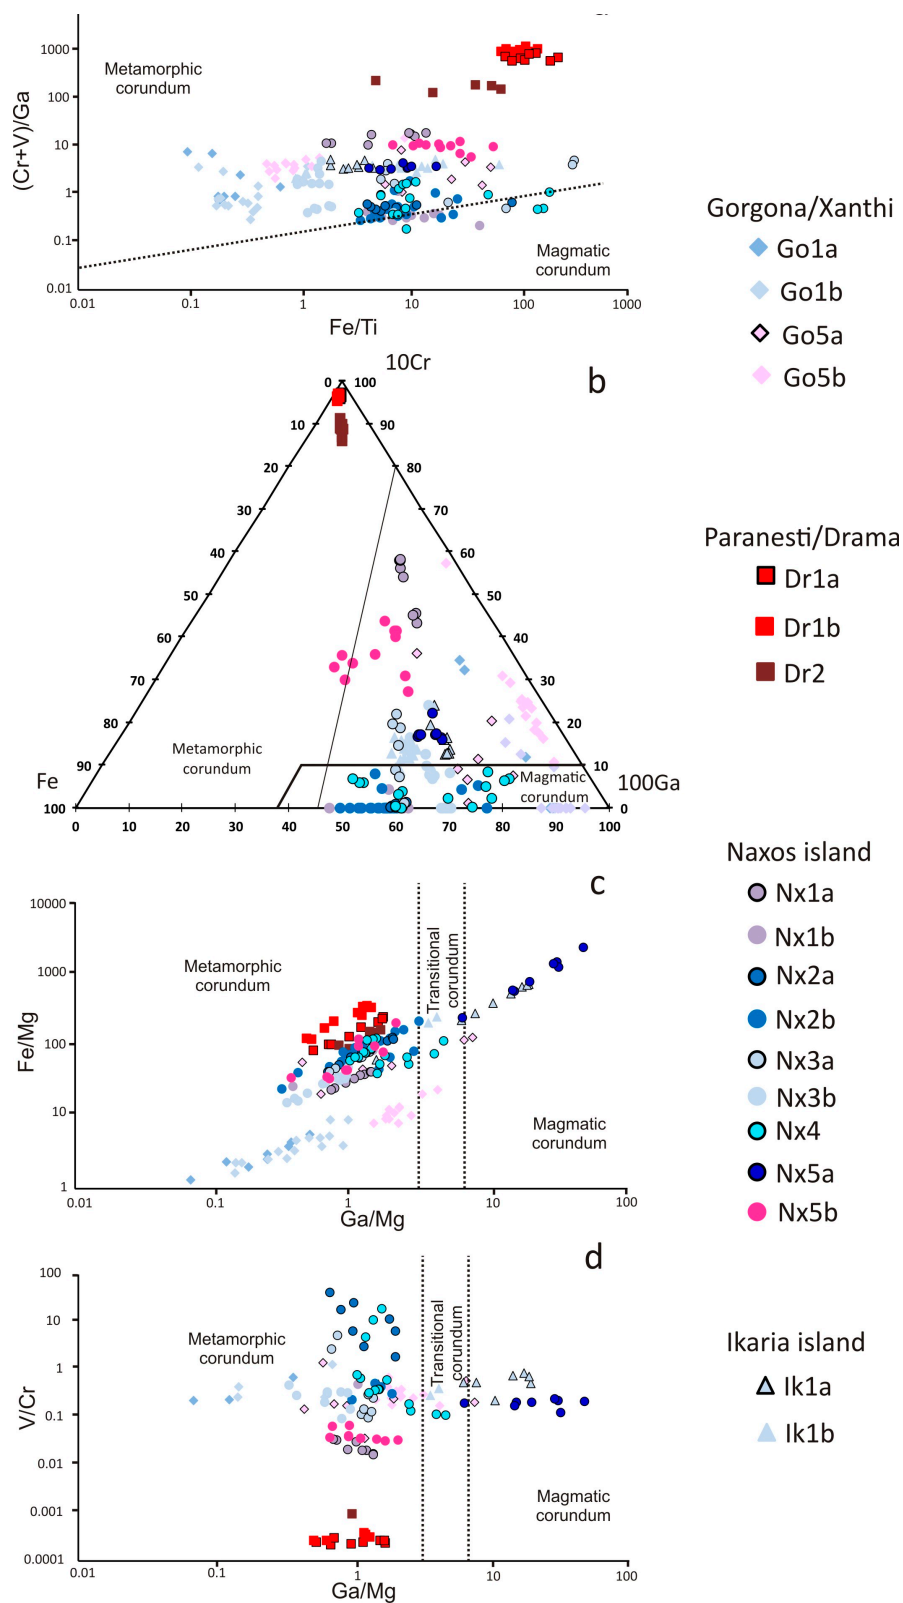 1000
100
10
1
0.1
0.01
(Cr+V)/Ga
Metamorphic
corundum
Magmatic
corundum
0.01
0.1
1
10
100
1000
Fe/Ti
Gorgona/Xanthi
Go1a
Go1b
Go5a
Go5b
10Cr
b
0
100
10
90
20
80
30
70
40
60
50
50
60
40
70
30
80
20
90
10
100
0
Fe
100Ga
Metamorphic
corundum
Magmatic
corundum
0
10
20
30
40
50
60
70
80
90
100
Paranesti/Drama
Dr1a
Dr1b
Dr2
c
10000
1000
100
10
1
Fe/Mg
Metamorphic
corundum
Transitional
corundum
Magmatic
corundum
0.01
0.1
1
10
100
Ga/Mg
Naxos island
Nx1a
Nx1b
Nx2a
Nx2b
Nx3a
Nx3b
Nx4
Nx5a
Nx5b
d
100
10
1
0.1
0.01
0.001
0.0001
V/Cr
Metamorphic
corundum
Transitional
corundum
Magmatic
corundum
0.01
0.1
1
10
100
Ga/Mg
Ikaria island
Ik1a
Ik1b